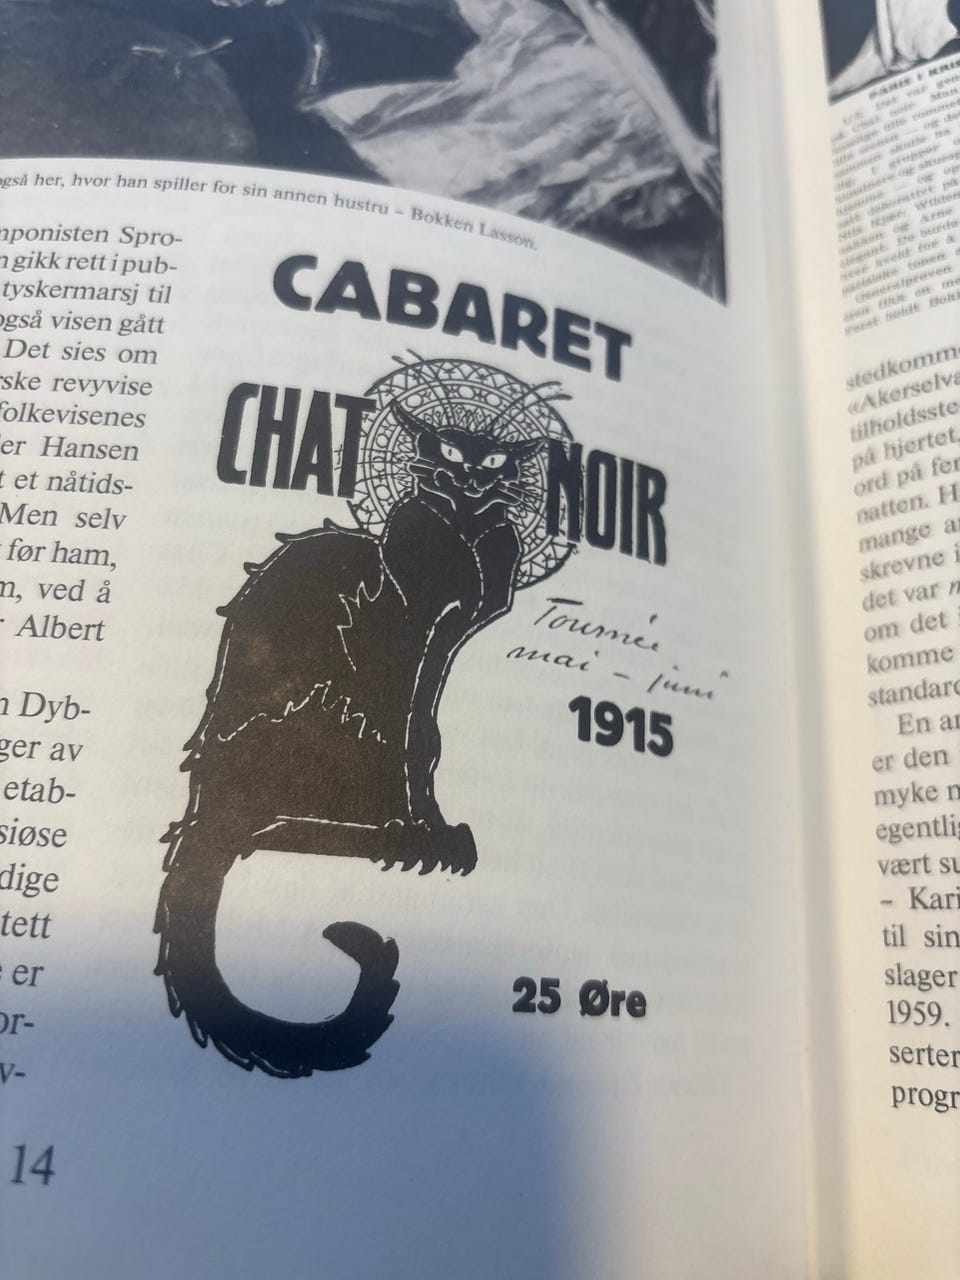 også her, hvor han spiller for sin annen hustru – Bokken Lasson.
mponisten Spro-
n gikk rett i pub-
tyskermarsj til
også visen gått
Det sies om
rske revyvise
folkevisenes
er Hansen
t et nåtids-
Men selv
før ham,
m, ved å
r Albert
n Dyb-
ger av
etab-
siøse
dige
tett
e er
or-
v-
14
CABARET
CHAT NOIR
Tournée
mai – juni
1915
25 Øre
PARIS I KRIS
stedkomm
«Akerselva
tilholdsste
på hjertet,
ord på fer
natten. H
mange a
skrevne i
det var m
om det i
komme
standard
En an
er den
myke n
egentlig
vært su
– Kari
til sin
slager
1959.
serter
progr